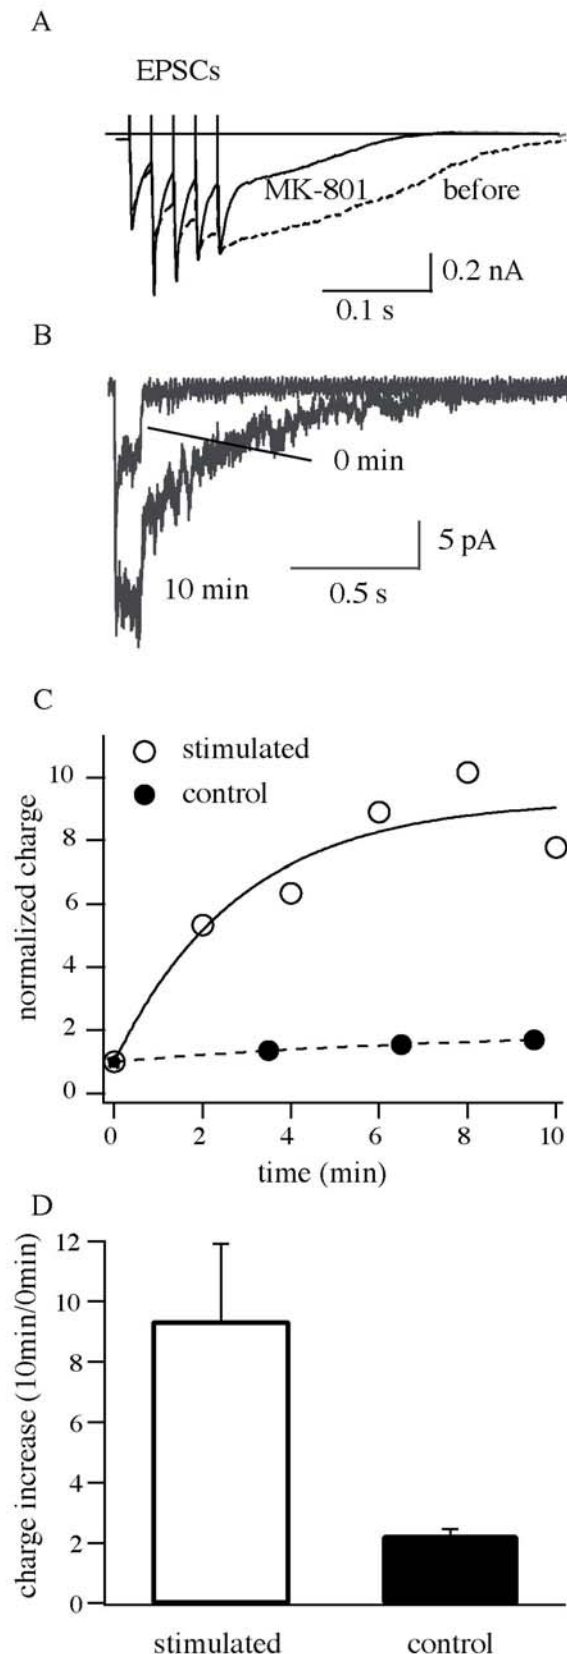 A
EPSCs
MK-801 before
0.2 nA
0.1 s
B
0 min
5 pA
10 min
0.5 s
C
stimulated
control
normalized charge
10
8
6
4
2
0
0 2 4 6 8 10
time (min)
D
charge increase (10min/0min)
12
10
8
6
4
2
0
stimulated control